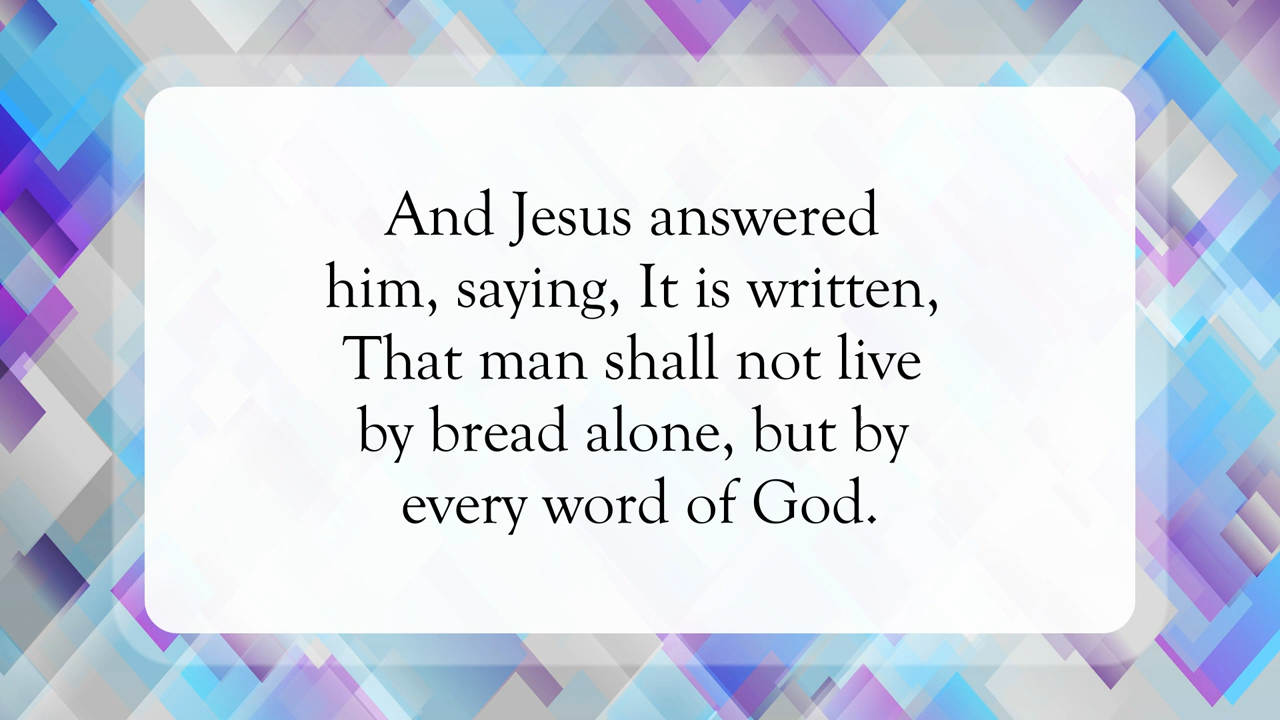 And Jesus answered
him, saying, It is written,
That man shall not live
by bread alone, but by
every word of God.